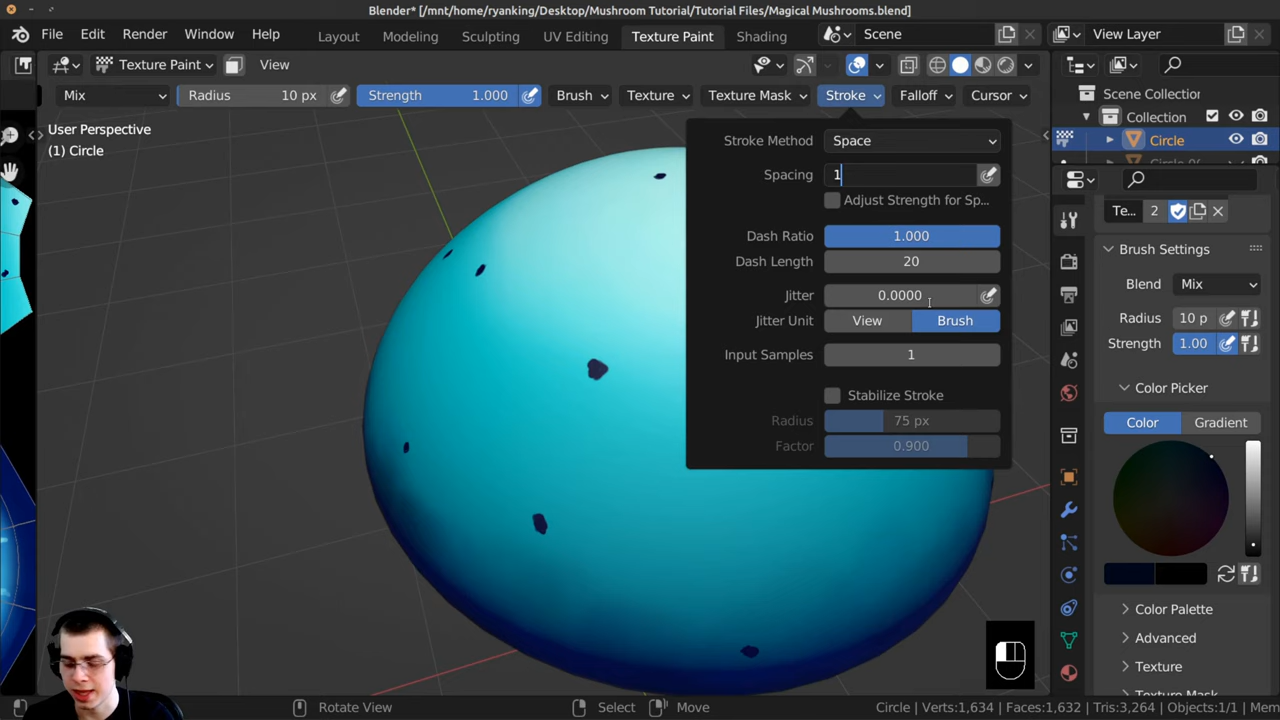 Blender* [/mnt/home/ryanking/Desktop/Mushroom Tutorial/Tutorial Files/Magical Mushrooms.blend]
File Edit Render Window Help Layout Modeling Sculpting UV Editing Texture Paint Shading Scene View Layer
Texture Paint View
Mix Radius 10 px Strength 1.000 Brush Texture Texture Mask Stroke Falloff Cursor
Scene Collection
Collection
Circle
User Perspective
(1) Circle
Stroke Method Space
Spacing 1
Adjust Strength for Sp...
Dash Ratio 1.000
Dash Length 20
Jitter 0.0000
Jitter Unit View Brush
Input Samples 1
Stabilize Stroke
Radius 75 px
Factor 0.900
Te... 2
Brush Settings
Blend Mix
Radius 10 p
Strength 1.00
Color Picker
Color Gradient
Color Palette
Advanced
Texture
Rotate View Select Move Circle | Verts:1,634 | Faces:1,632 | Tris:3,264 | Objects:1/1 | Mem